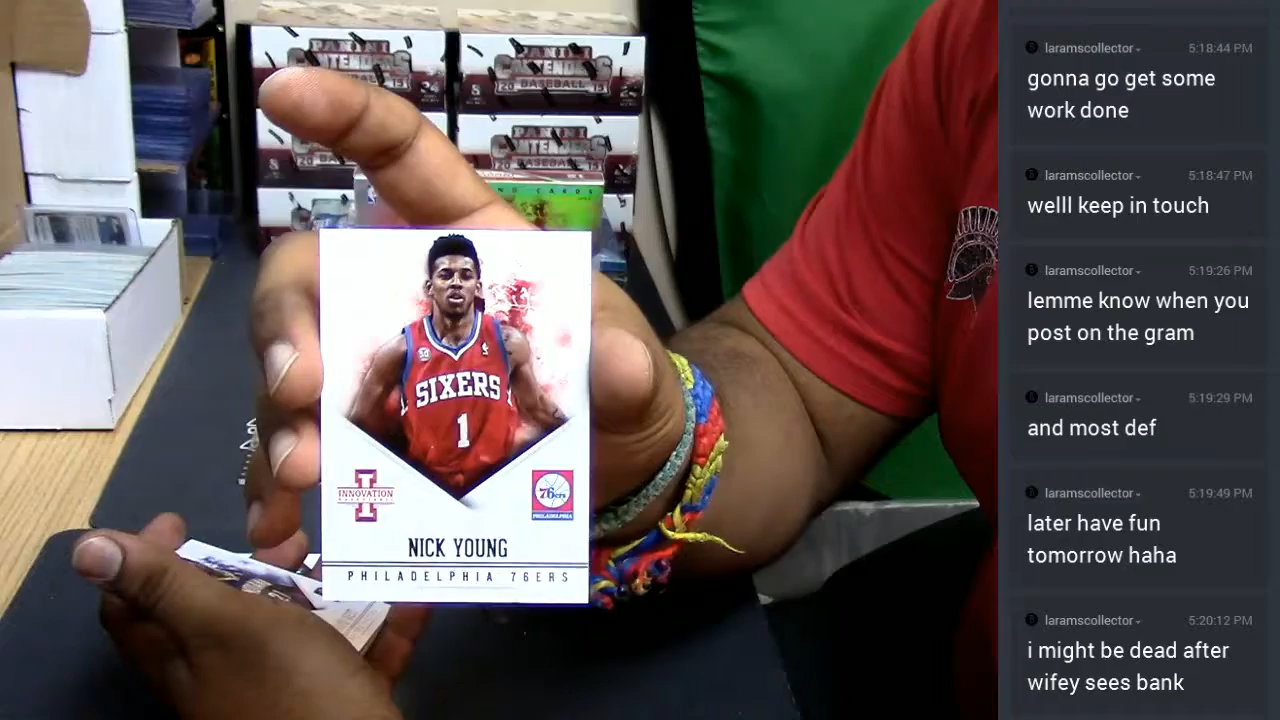 PANINI
CONTENDERS
PANINI
CONTENDERS
BASEBALL
20 15
PANINI
CONTENDERS
SIXERS
1
INNOVATION
76ers
PHILADELPHIA
NICK YOUNG
PHILADELPHIA 76ERS
laramscollector 5:18:44 PM
gonna go get some
work done
laramscollector 5:18:47 PM
welll keep in touch
laramscollector 5:19:26 PM
lemme know when you
post on the gram
laramscollector 5:19:29 PM
and most def
laramscollector 5:19:49 PM
later have fun
tomorrow haha
laramscollector 5:20:12 PM
i might be dead after
wifey sees bank